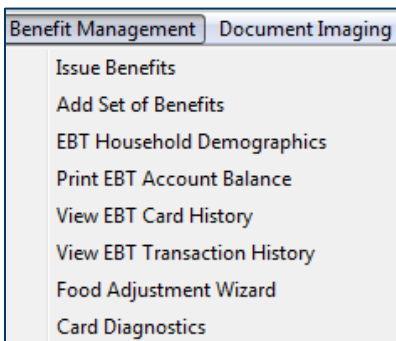 Benefit Management Document Imaging
Issue Benefits
Add Set of Benefits
EBT Household Demographics
Print EBT Account Balance
View EBT Card History
View EBT Transaction History
Food Adjustment Wizard
Card Diagnostics